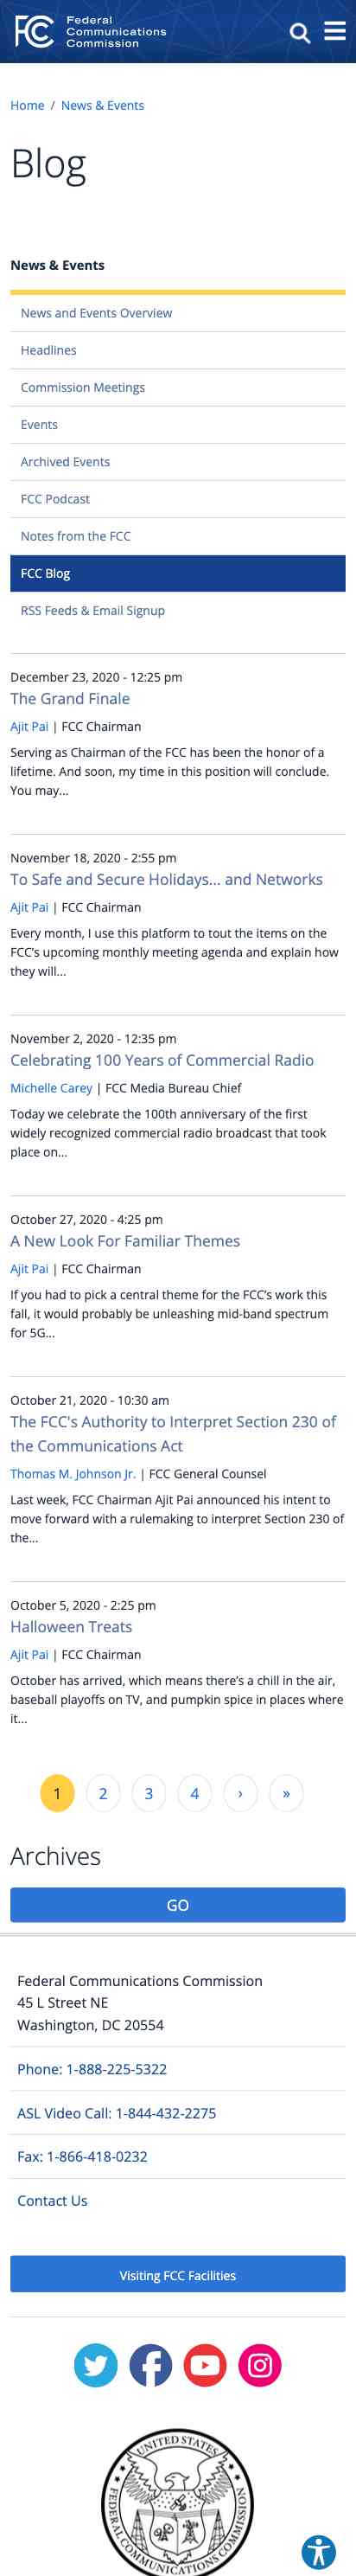 FCC
Federal
Communications
Commission
Home / News & Events
Blog
News & Events
News and Events Overview
Headlines
Commission Meetings
Events
Archived Events
FCC Podcast
Notes from the FCC
FCC Blog
RSS Feeds & Email Signup
December 23, 2020 - 12:25 pm
The Grand Finale
Ajit Pai | FCC Chairman
Serving as Chairman of the FCC has been the honor of a
lifetime. And soon, my time in this position will conclude.
You may...
November 18, 2020 - 2:55 pm
To Safe and Secure Holidays... and Networks
Ajit Pai | FCC Chairman
Every month, I use this platform to tout the items on the
FCC's upcoming monthly meeting agenda and explain how
they will...
November 2, 2020 - 12:35 pm
Celebrating 100 Years of Commercial Radio
Michelle Carey | FCC Media Bureau Chief
Today we celebrate the 100th anniversary of the first
widely recognized commercial radio broadcast that took
place on...
October 27, 2020 - 4:25 pm
A New Look For Familiar Themes
Ajit Pai | FCC Chairman
If you had to pick a central theme for the FCC's work this
fall, it would probably be unleashing mid-band spectrum
for 5G...
October 21, 2020 - 10:30 am
The FCC's Authority to Interpret Section 230 of
the Communications Act
Thomas M. Johnson Jr. | FCC General Counsel
Last week, FCC Chairman Ajit Pai announced his intent to
move forward with a rulemaking to interpret Section 230 of
the...
October 5, 2020 - 2:25 pm
Halloween Treats
Ajit Pai | FCC Chairman
October has arrived, which means there's a chill in the air,
baseball playoffs on TV, and pumpkin spice in places where
it...
1 2 3 4 › »
Archives
GO
Federal Communications Commission
45 L Street NE
Washington, DC 20554
Phone: 1-888-225-5322
ASL Video Call: 1-844-432-2275
Fax: 1-866-418-0232
Contact Us
Visiting FCC Facilities
UNITED STATES
FEDERAL COMMUNICATIONS COMMISSION